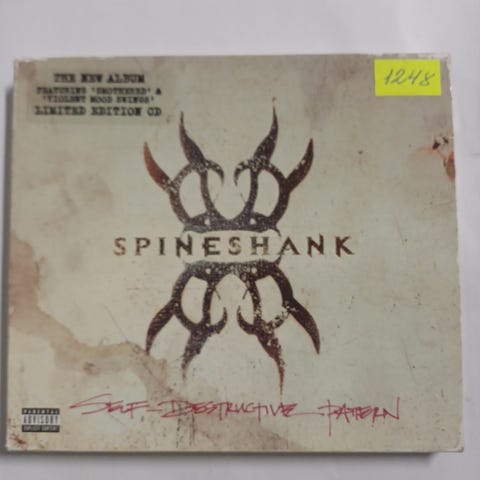 THE NEW ALBUM
FEATURING 'SMOTHERED' &
'VIOLENT MOOD SWINGS'
LIMITED EDITION CD
1248
SPINESHANK
SELF-DESTRUCTIVE PATTERN
PARENTAL
ADVISORY
EXPLICIT CONTENT